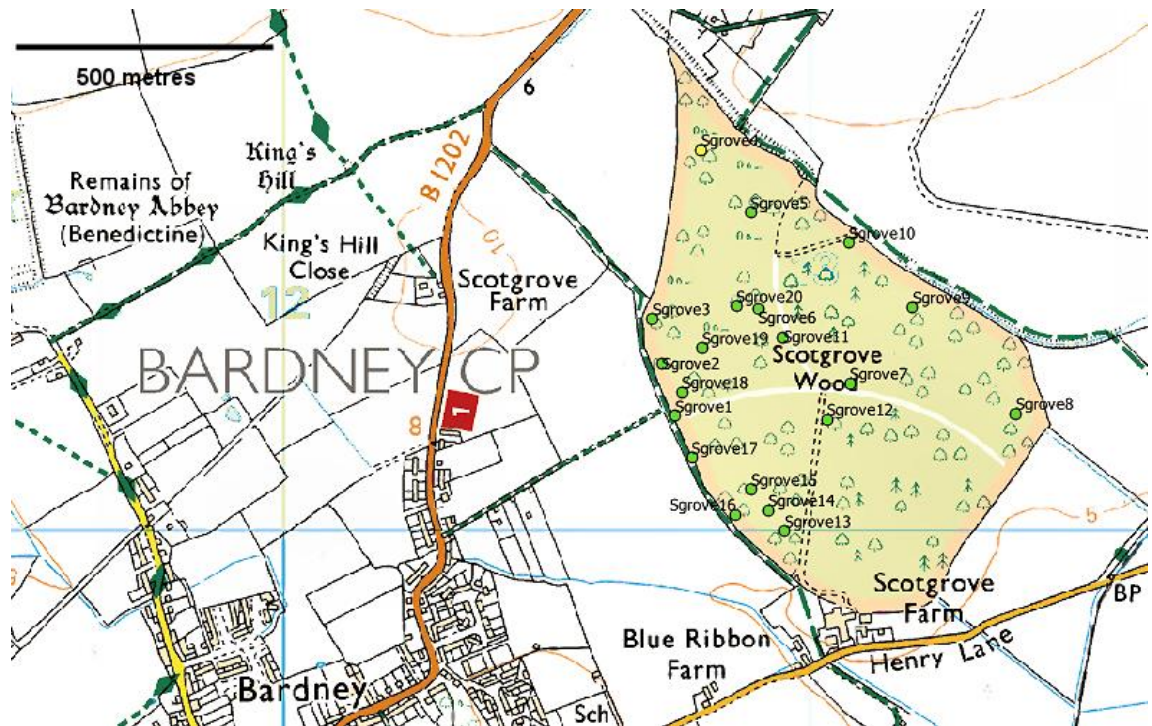 500 metres
6
King's
Hill
B1202
Remains of
Bardney Abbey
(Benedictine)
King's Hill
Close
10
Scotgrove
Farm
12
BARDNEY CP
8
1
Sgrove4
Sgrove5
Sgrove10
Sgrove3
Sgrove20
Sgrove6
Sgrove9
Sgrove19
Sgrove11
Scotgrove
Wood
Sgrove2
Sgrove7
Sgrove18
Sgrove1
Sgrove12
Sgrove8
Sgrove17
Sgrove15
Sgrove16
Sgrove14
Sgrove13
5
Scotgrove
Farm
BP
Blue Ribbon
Farm
Henry Lane
Bardney
Sch